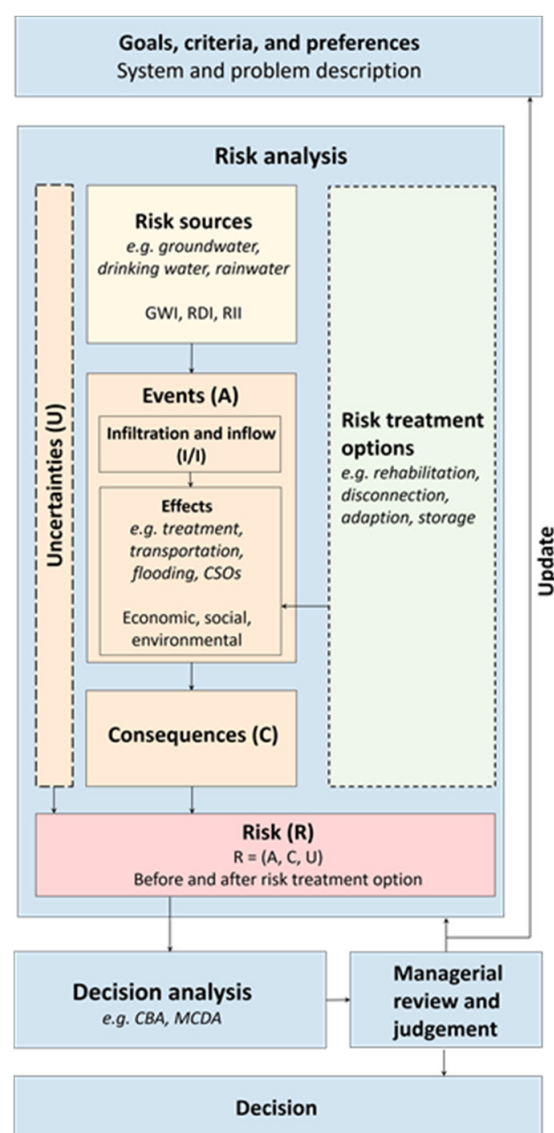 Goals, criteria, and preferences
System and problem description
Risk analysis
Uncertainties (U)
Risk sources
e.g. groundwater,
drinking water, rainwater
GWI, RDI, RII
Events (A)
Infiltration and inflow
(I/I)
Effects
e.g. treatment,
transportation,
flooding, CSOs
Economic, social,
environmental
Consequences (C)
Risk treatment
options
e.g. rehabilitation,
disconnection,
adaption, storage
Update
Risk (R)
R = (A, C, U)
Before and after risk treatment option
Decision analysis
e.g. CBA, MCDA
Managerial
review and
judgement
Decision